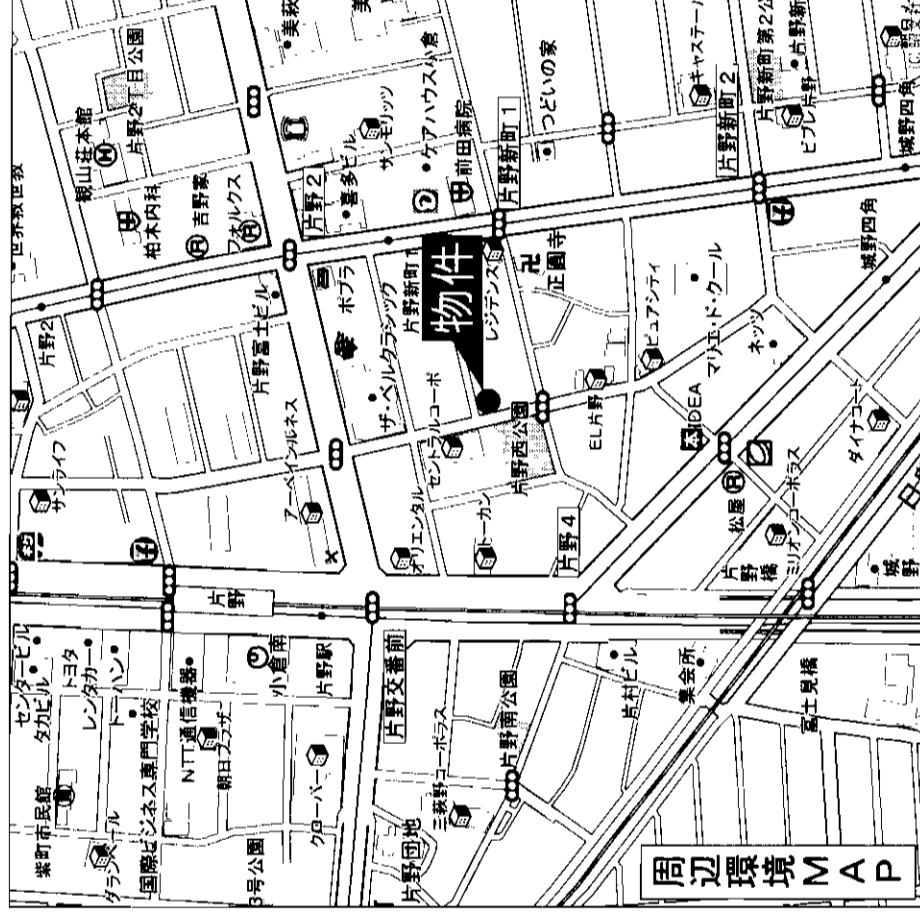 世界救世教
観山荘本館
片野2丁目公園
美萩
片野2
柏木内科
吉野家
フォルクス
片野2
喜多ビル
サンモリッツ
ケアハウス小倉
前田病院
片野新町1
つどいの家
キャステール
片野新町2
片野新町第2公
片野新
ビブレ片野
城野四角
サンライフ
片野富士ビル
ポプラ
片野新町1
物件
レジデンス
正圓寺
アーベインルネス
ザ・ベルクラシック
セントラルコーポ
片野西公園
EL片野
ピュアシティ
マリエ・ド・クール
ネッツ
城野四角
オリエンタル
トーカン
片野4
本
IDEA
松屋
片野橋
ミリオンコーポラス
ダイナコート
城野
片野
センタービル
タカビル
トヨタ
レンタカー
トーハン
紫町市民館
グランペール
国際ビジネス専門学校
NTT通信機器
朝日プラザ
小倉南
片野駅
3号公園
クローバー
片野交番前
片野団地
三萩野コーポラス
片野南公園
片村ビル
集会所
富士見橋
周辺環境MAP